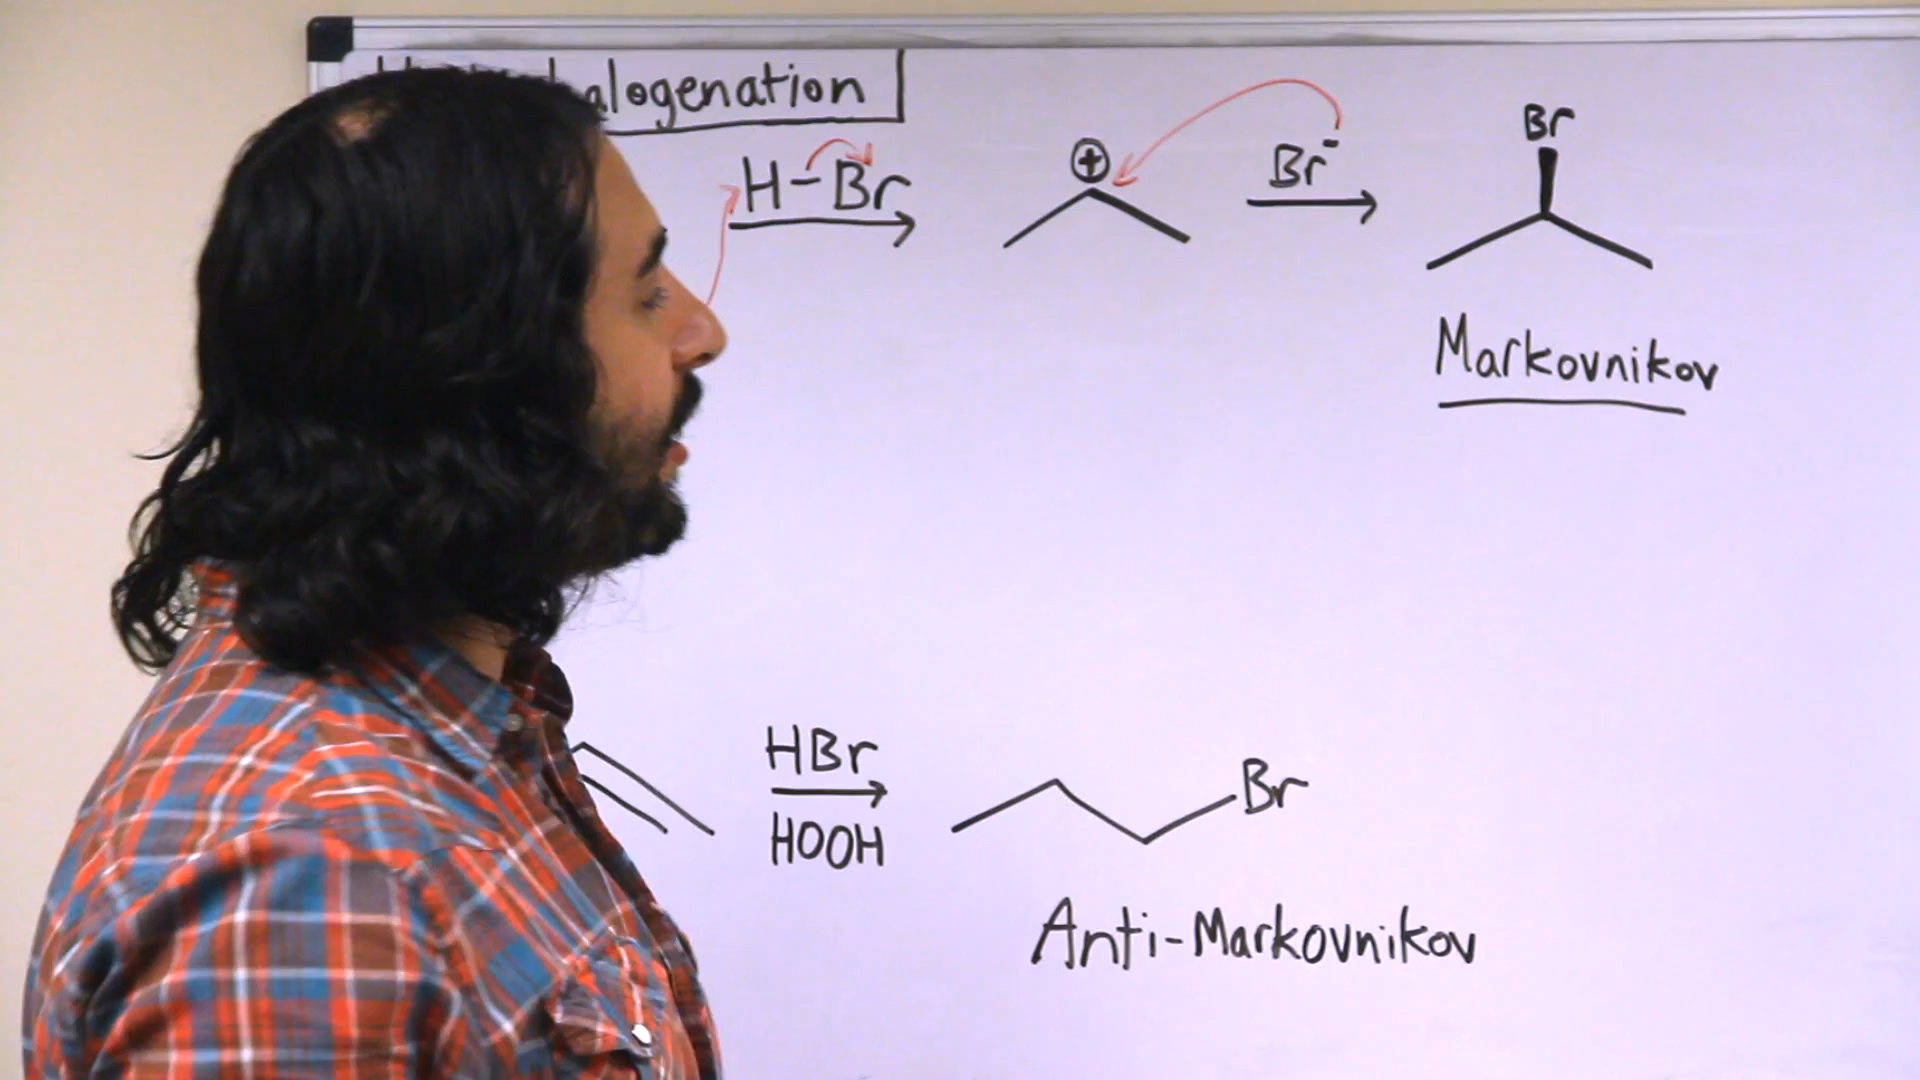 alogenation
H-Br
⊕
Br⁻
Br
Markovnikov
HBr
HOOH
Br
Anti-Markovnikov